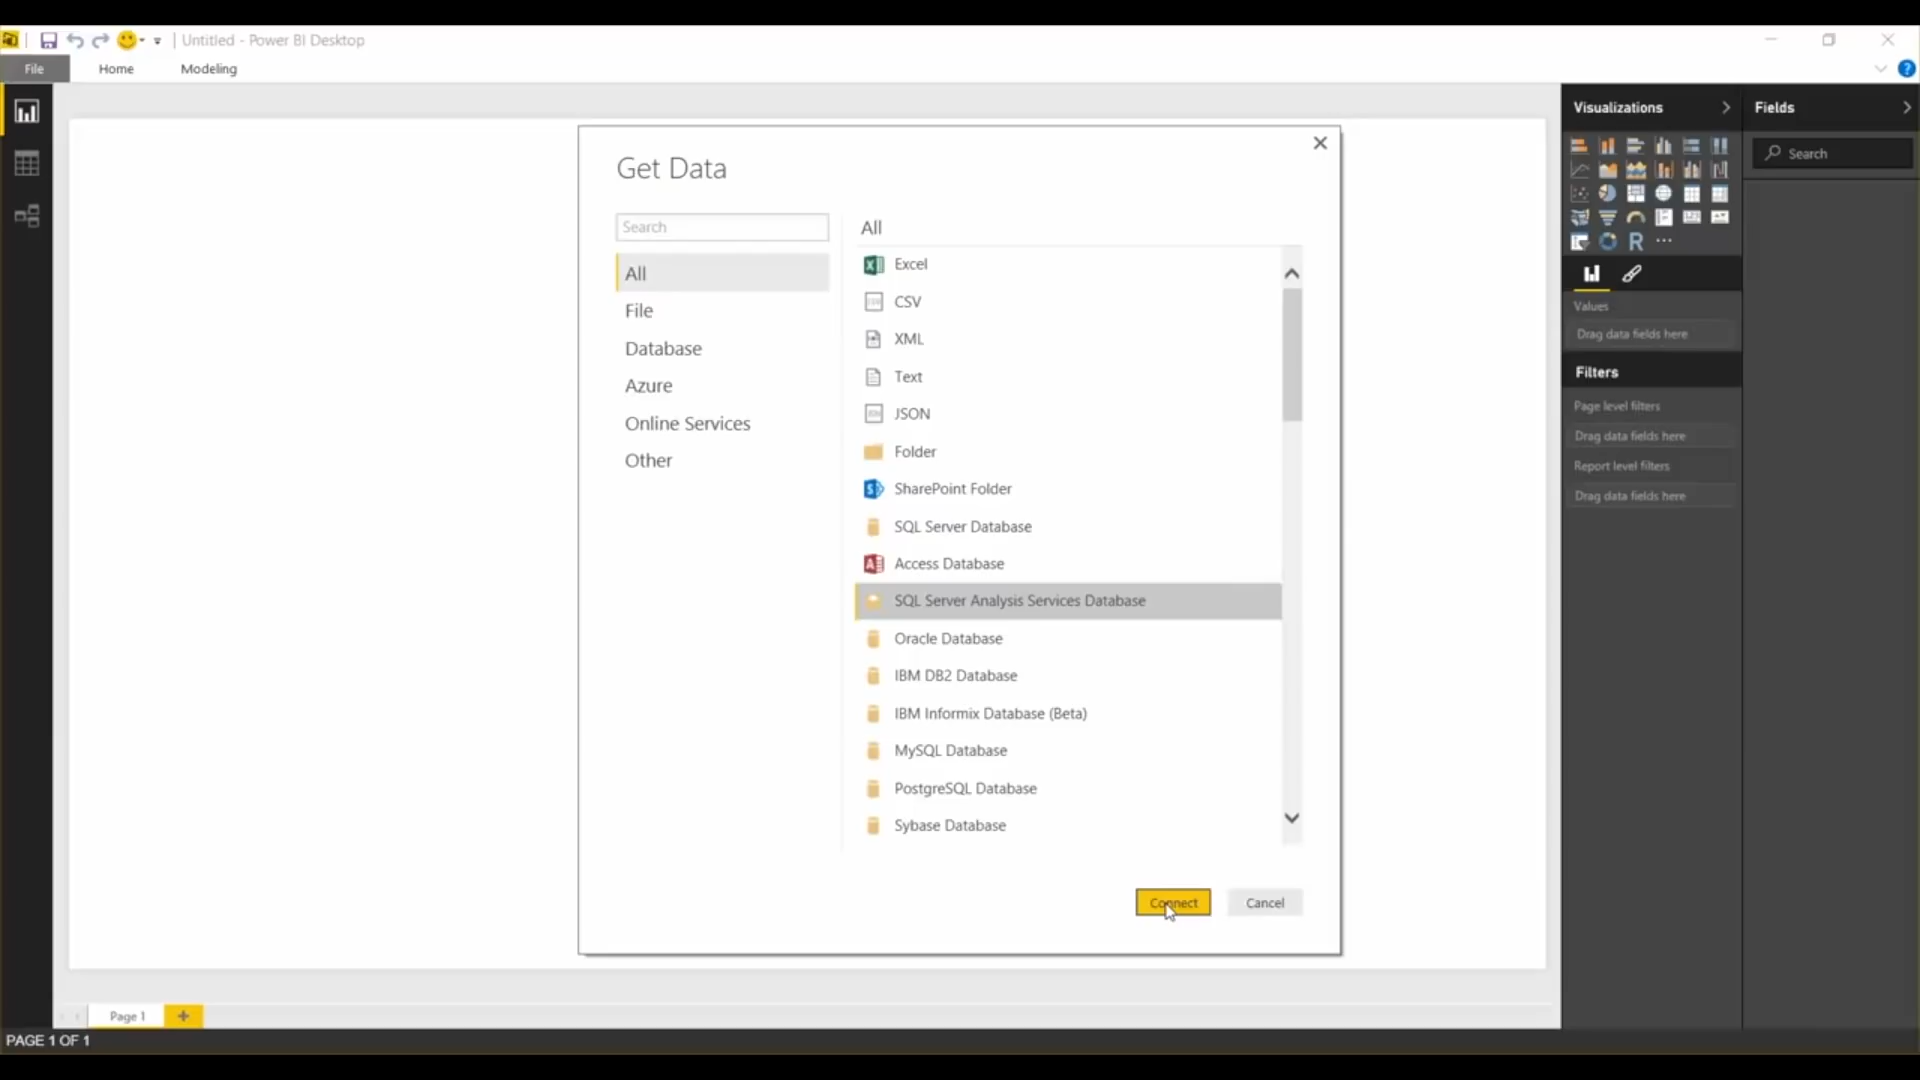 Untitled - Power BI Desktop
File Home Modeling
Visualizations
Fields
Search
Get Data
Search
All
File
Database
Azure
Online Services
Other
All
Excel
CSV
XML
Text
JSON
Folder
SharePoint Folder
SQL Server Database
Access Database
SQL Server Analysis Services Database
Oracle Database
IBM DB2 Database
IBM Informix Database (Beta)
MySQL Database
PostgreSQL Database
Sybase Database
Connect Cancel
R
Values
Drag data fields here
Filters
Page level filters
Drag data fields here
Report level filters
Drag data fields here
Page 1
PAGE 1 OF 1